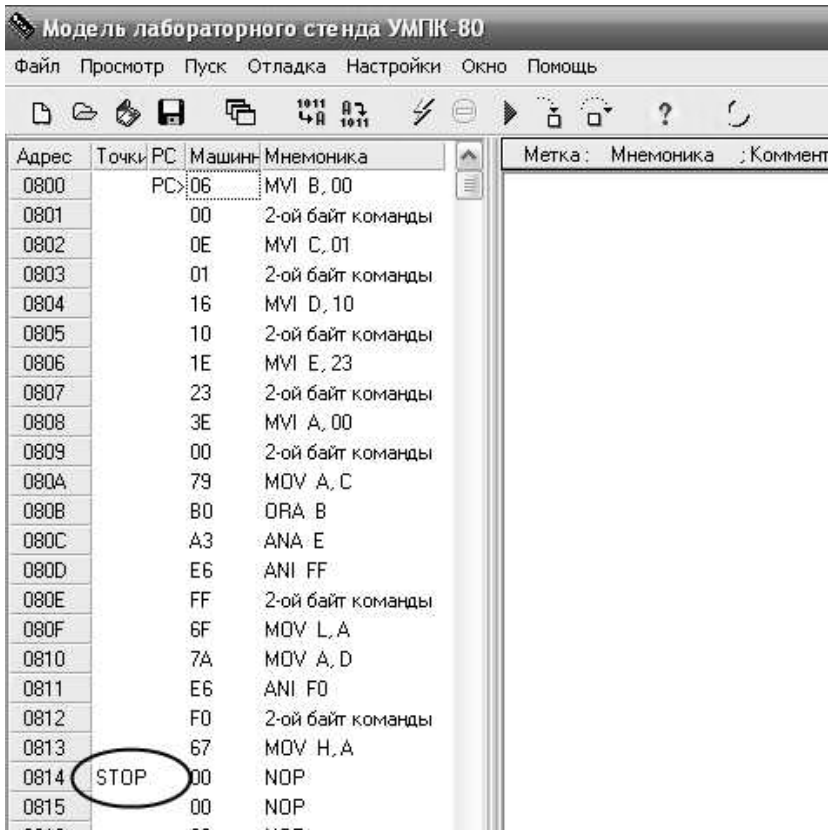 Модель лабораторного стенда УМПК-80
Файл Просмотр Пуск Отладка Настройки Окно Помощь
Адрес Точки PC Машинн Мнемоника Метка : Мнемоника ; Коммент
0800 PC> 06 MVI B, 00
0801 00 2-ой байт команды
0802 0E MVI C, 01
0803 01 2-ой байт команды
0804 16 MVI D, 10
0805 10 2-ой байт команды
0806 1E MVI E, 23
0807 23 2-ой байт команды
0808 3E MVI A, 00
0809 00 2-ой байт команды
080A 79 MOV A, C
080B B0 ORA B
080C A3 ANA E
080D E6 ANI FF
080E FF 2-ой байт команды
080F 6F MOV L, A
0810 7A MOV A, D
0811 E6 ANI F0
0812 F0 2-ой байт команды
0813 67 MOV H, A
0814 STOP 00 NOP
0815 00 NOP